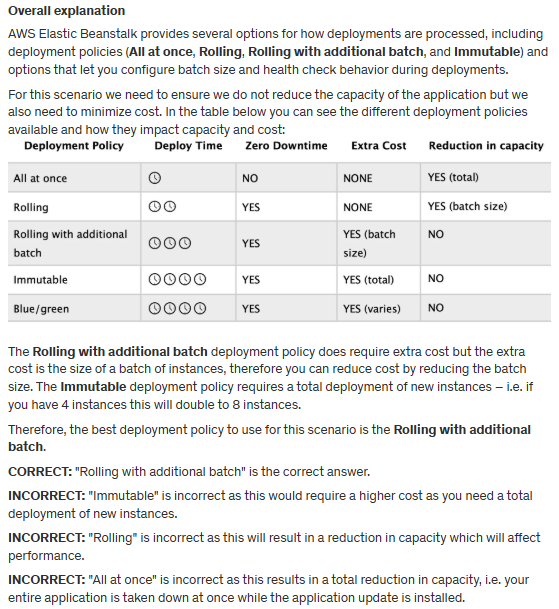 Overall explanation
AWS Elastic Beanstalk provides several options for how deployments are processed, including
deployment policies (All at once, Rolling, Rolling with additional batch, and Immutable) and
options that let you configure batch size and health check behavior during deployments.
For this scenario we need to ensure we do not reduce the capacity of the application but we
also need to minimize cost. In the table below you can see the different deployment policies
available and how they impact capacity and cost:
Deployment Policy Deploy Time Zero Downtime Extra Cost Reduction in capacity
All at once NO NONE YES (total)
Rolling YES NONE YES (batch size)
Rolling with additional batch YES YES (batch size) NO
Immutable YES YES (total) NO
Blue/green YES YES (varies) NO
The Rolling with additional batch deployment policy does require extra cost but the extra
cost is the size of a batch of instances, therefore you can reduce cost by reducing the batch
size. The Immutable deployment policy requires a total deployment of new instances – i.e. if
you have 4 instances this will double to 8 instances.
Therefore, the best deployment policy to use for this scenario is the Rolling with additional
batch.
CORRECT: "Rolling with additional batch" is the correct answer.
INCORRECT: "Immutable" is incorrect as this would require a higher cost as you need a total
deployment of new instances.
INCORRECT: "Rolling" is incorrect as this will result in a reduction in capacity which will affect
performance.
INCORRECT: "All at once" is incorrect as this results in a total reduction in capacity, i.e. your
entire application is taken down at once while the application update is installed.